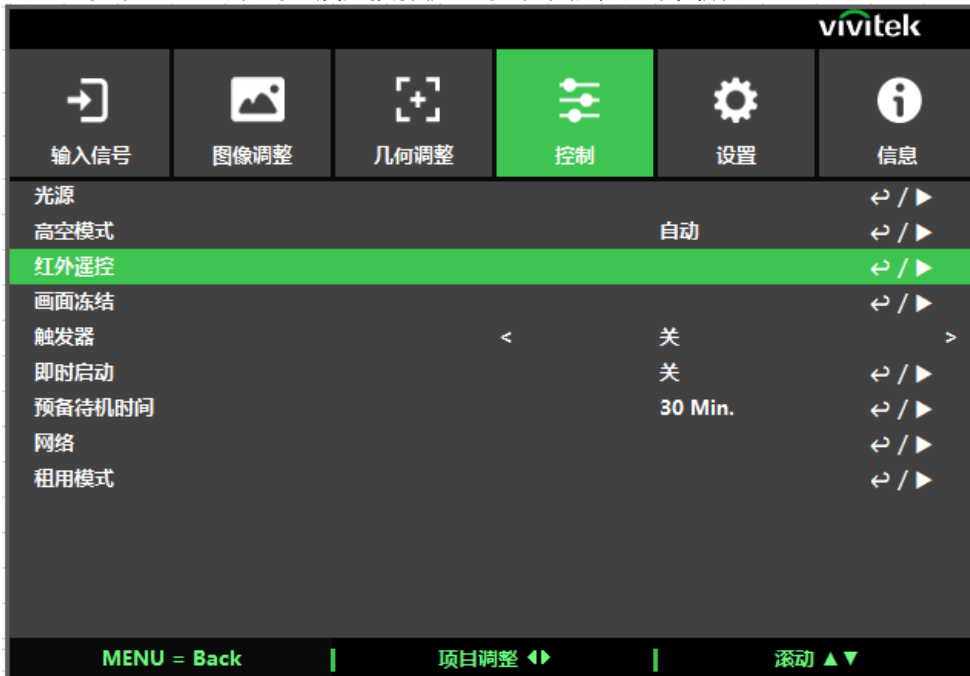 vivitek
输入信号 图像调整 几何调整 控制 设置 信息
光源 ↩ / ▶
高空模式 自动 ↩ / ▶
红外遥控 ↩ / ▶
画面冻结 ↩ / ▶
触发器 < 关 >
即时启动 关 ↩ / ▶
预备待机时间 30 Min. ↩ / ▶
网络 ↩ / ▶
租用模式 ↩ / ▶
MENU = Back 项目调整 ◀▶ 滚动 ▲▼